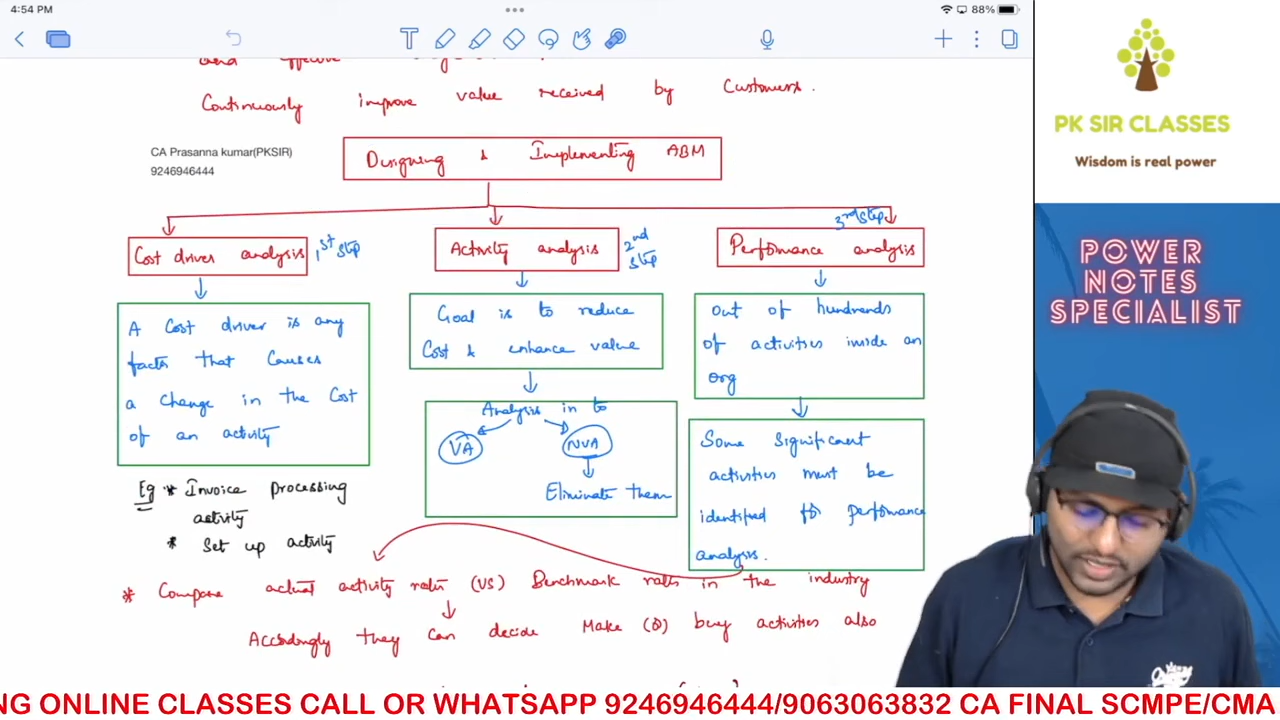 4:54 PM
88%
and effective
Continuously improve value received by Customers.
CA Prasanna kumar(PKSIR)
9246946444
Designing & Implementing ABM
Cost driver analysis
1st Step
Activity analysis
2nd Step
Performance analysis
3rd Step
A Cost driver is any
factor that Causes
a change in the Cost
of an activity
Eg * Invoice processing
activity
* Set up activity
Goal is to reduce
Cost & enhance value
Analysis in to
VA
NVA
Eliminate them
Out of hundreds
of activities inside an
org
Some significant
activities must be
identified for performance
analysis.
* Compare actual activity rates (VS) Benchmark rates in the industry
Accordingly they can decide Make (or) buy activities also
PK SIR CLASSES
Wisdom is real power
POWER
NOTES
SPECIALIST
NG ONLINE CLASSES CALL OR WHATSAPP 9246946444/9063063832 CA FINAL SCMPE/CMA